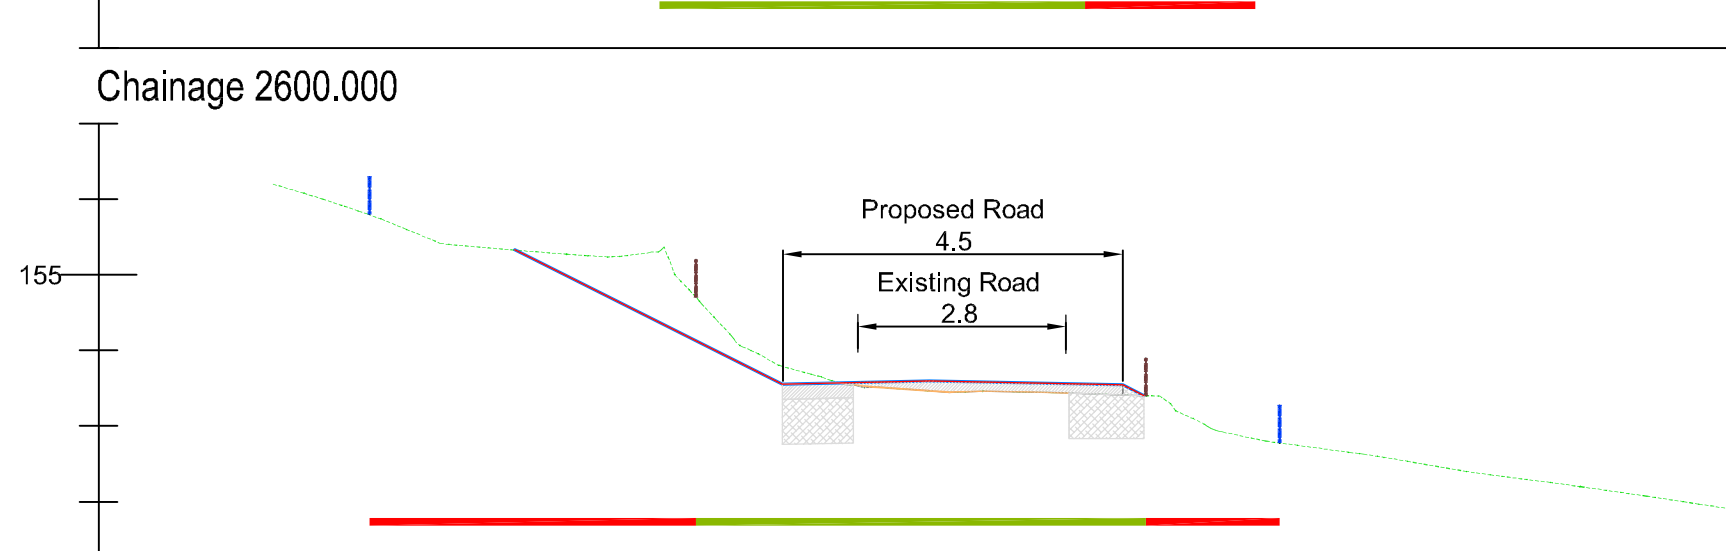 Chainage 2600.000
Proposed Road
4.5
155
Existing Road
2.8